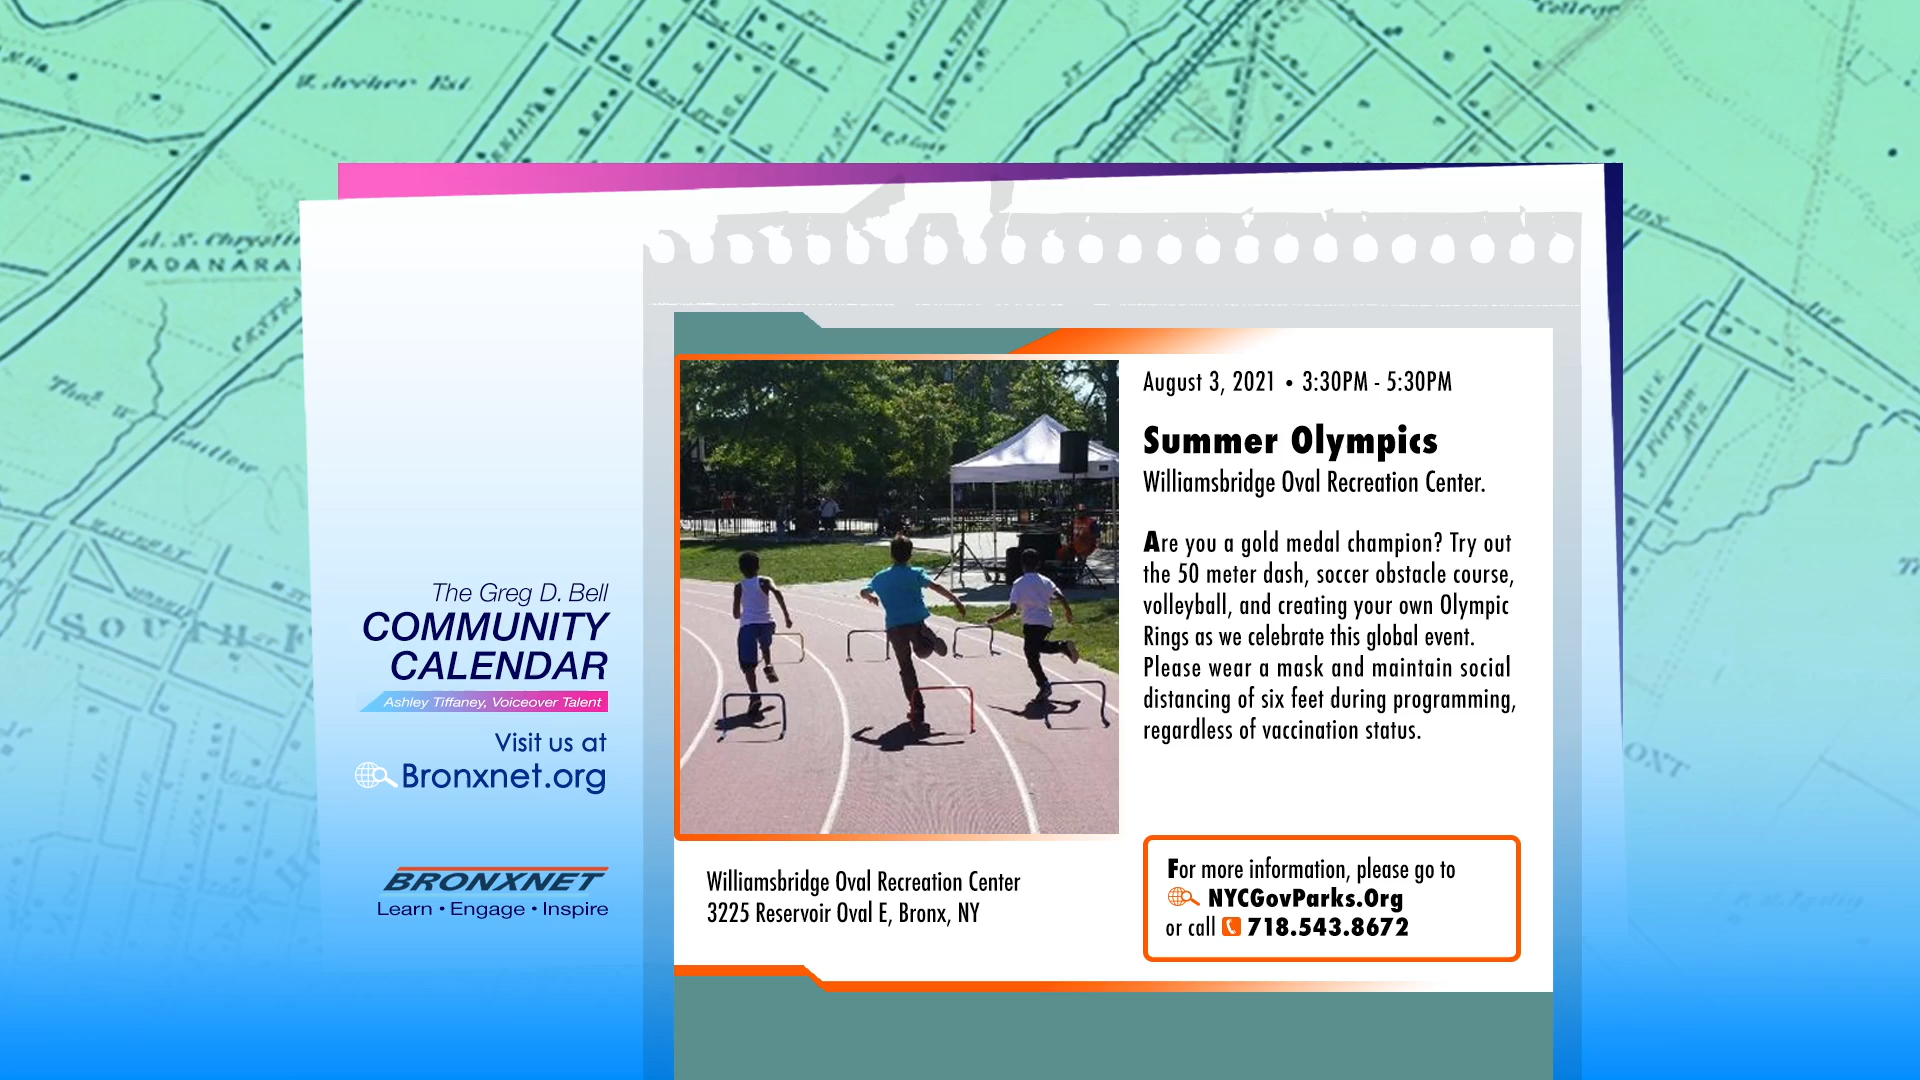 College
JT
AVE
PADANARA
The Greg D. Bell
COMMUNITY
CALENDAR
Ashley Tiffaney, Voiceover Talent
Visit us at
Bronxnet.org
BRONXNET
Learn • Engage • Inspire
August 3, 2021 • 3:30PM - 5:30PM
Summer Olympics
Williamsbridge Oval Recreation Center.
Are you a gold medal champion? Try out
the 50 meter dash, soccer obstacle course,
volleyball, and creating your own Olympic
Rings as we celebrate this global event.
Please wear a mask and maintain social
distancing of six feet during programming,
regardless of vaccination status.
Williamsbridge Oval Recreation Center
3225 Reservoir Oval E, Bronx, NY
For more information, please go to
NYCGovParks.Org
or call 718.543.8672